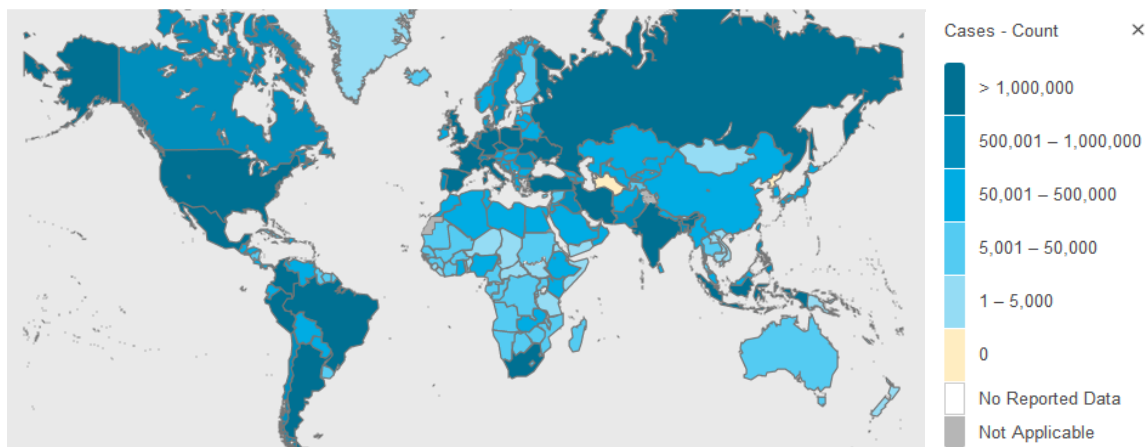 Cases - Count ×
> 1,000,000
500,001 – 1,000,000
50,001 – 500,000
5,001 – 50,000
1 – 5,000
0
No Reported Data
Not Applicable